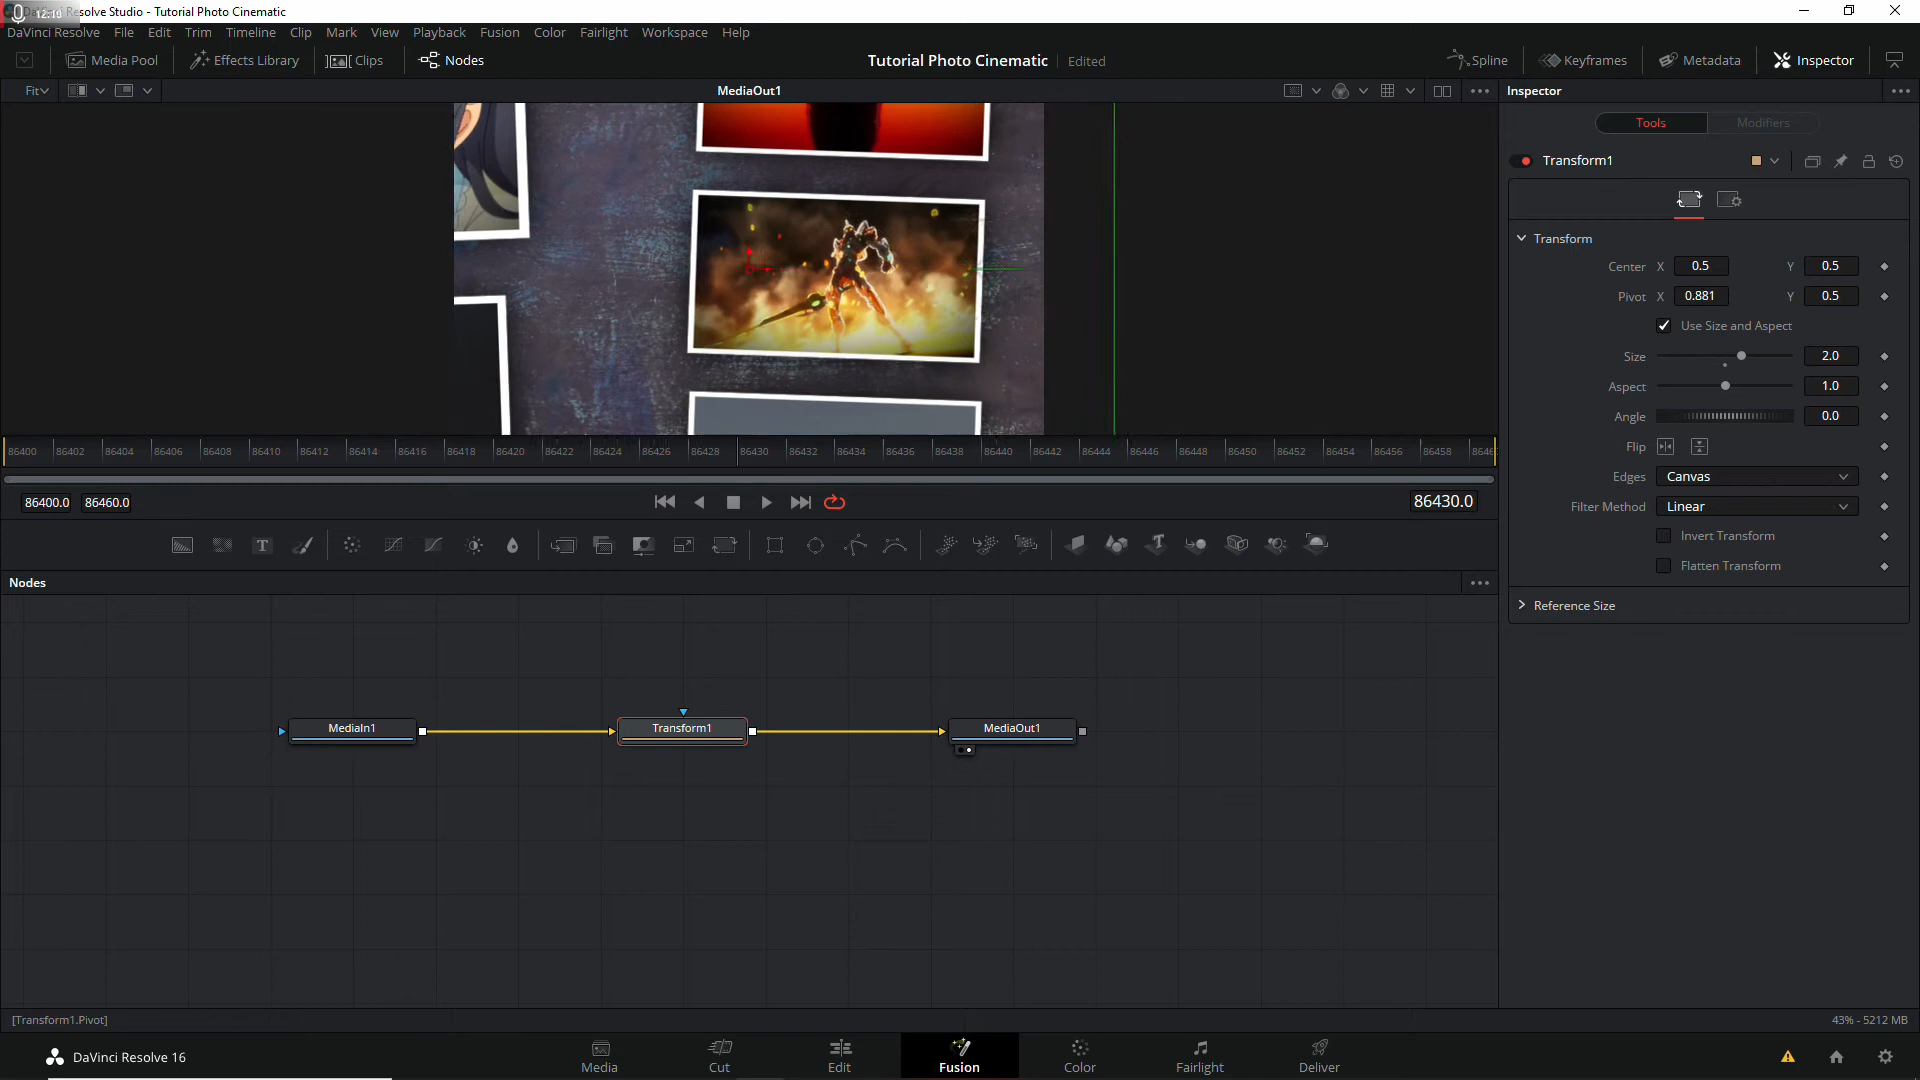 12:19
DaVinci Resolve Studio - Tutorial Photo Cinematic
DaVinci Resolve File Edit Trim Timeline Clip Mark View Playback Fusion Color Fairlight Workspace Help
Media Pool Effects Library Clips Nodes Tutorial Photo Cinematic Edited Spline Keyframes Metadata Inspector
Fit MediaOut1 Inspector
Tools Modifiers
Transform1
Transform
Center X 0.5 Y 0.5
Pivot X 0.881 Y 0.5
Use Size and Aspect
Size 2.0
Aspect 1.0
Angle 0.0
Flip
Edges Canvas
Filter Method Linear
Invert Transform
Flatten Transform
Reference Size
86400 86402 86404 86406 86408 86410 86412 86414 86416 86418 86420 86422 86424 86426 86428 86430 86432 86434 86436 86438 86440 86442 86444 86446 86448 86450 86452 86454 86456 86458
86400.0 86460.0 86430.0
T
Nodes
MediaIn1 Transform1 MediaOut1
[Transform1.Pivot] 43% - 5212 MB
DaVinci Resolve 16 Media Cut Edit Fusion Color Fairlight Deliver